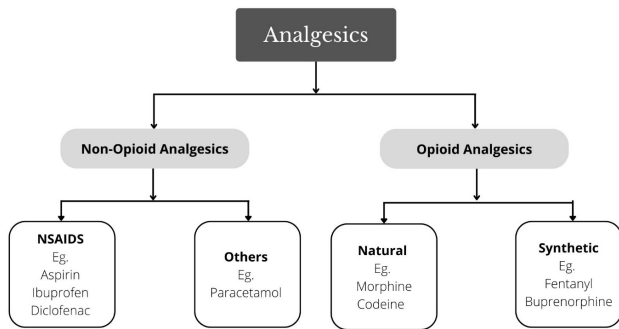 Analgesics
Non-Opioid Analgesics
Opioid Analgesics
NSAIDS
Eg.
Aspirin
Ibuprofen
Diclofenac
Others
Eg.
Paracetamol
Natural
Eg.
Morphine
Codeine
Synthetic
Eg.
Fentanyl
Buprenorphine